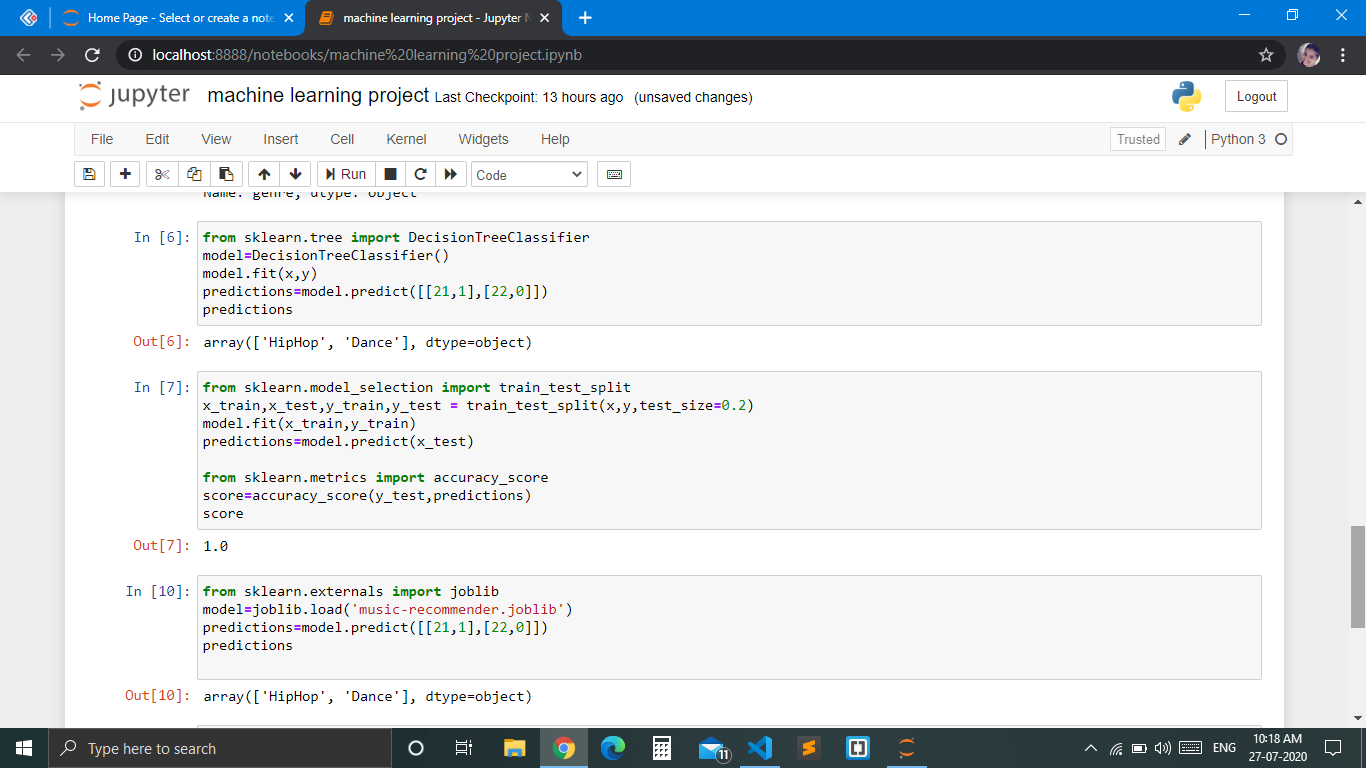 Home Page - Select or create a note
machine learning project - Jupyter N
localhost:8888/notebooks/machine%20learning%20project.ipynb
jupyter machine learning project Last Checkpoint: 13 hours ago (unsaved changes)
Logout
File Edit View Insert Cell Kernel Widgets Help
Trusted Python 3
Run Code
Name: genre, dtype: object
In [6]: from sklearn.tree import DecisionTreeClassifier
model=DecisionTreeClassifier()
model.fit(x,y)
predictions=model.predict([[21,1],[22,0]])
predictions
Out[6]: array(['HipHop', 'Dance'], dtype=object)
In [7]: from sklearn.model_selection import train_test_split
x_train,x_test,y_train,y_test = train_test_split(x,y,test_size=0.2)
model.fit(x_train,y_train)
predictions=model.predict(x_test)
from sklearn.metrics import accuracy_score
score=accuracy_score(y_test,predictions)
score
Out[7]: 1.0
In [10]: from sklearn.externals import joblib
model=joblib.load('music-recommender.joblib')
predictions=model.predict([[21,1],[22,0]])
predictions
Out[10]: array(['HipHop', 'Dance'], dtype=object)
Type here to search
11
ENG
10:18 AM
27-07-2020